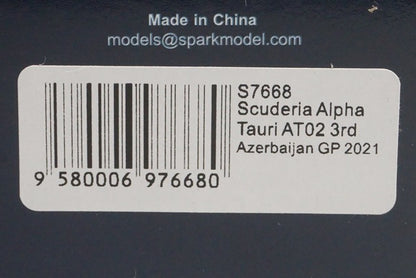 Made in China
models@sparkmodel.com
S7668
Scuderia Alpha
Tauri AT02 3rd
Azerbaijan GP 2021
9 580006 976680